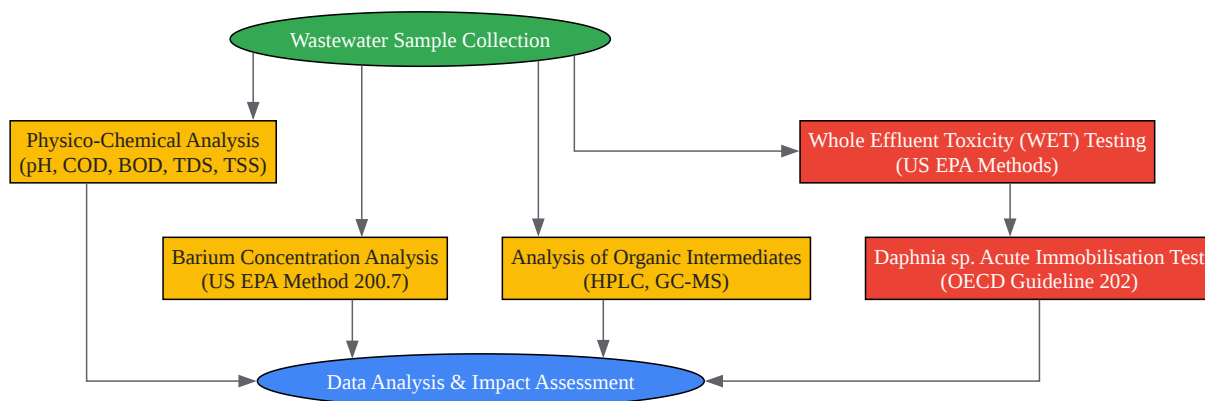 Wastewater Sample Collection
Physico-Chemical Analysis
(pH, COD, BOD, TDS, TSS)
Whole Effluent Toxicity (WET) Testing
(US EPA Methods)
Barium Concentration Analysis
(US EPA Method 200.7)
Analysis of Organic Intermediates
(HPLC, GC-MS)
Daphnia sp. Acute Immobilisation Test
(OECD Guideline 202)
Data Analysis & Impact Assessment